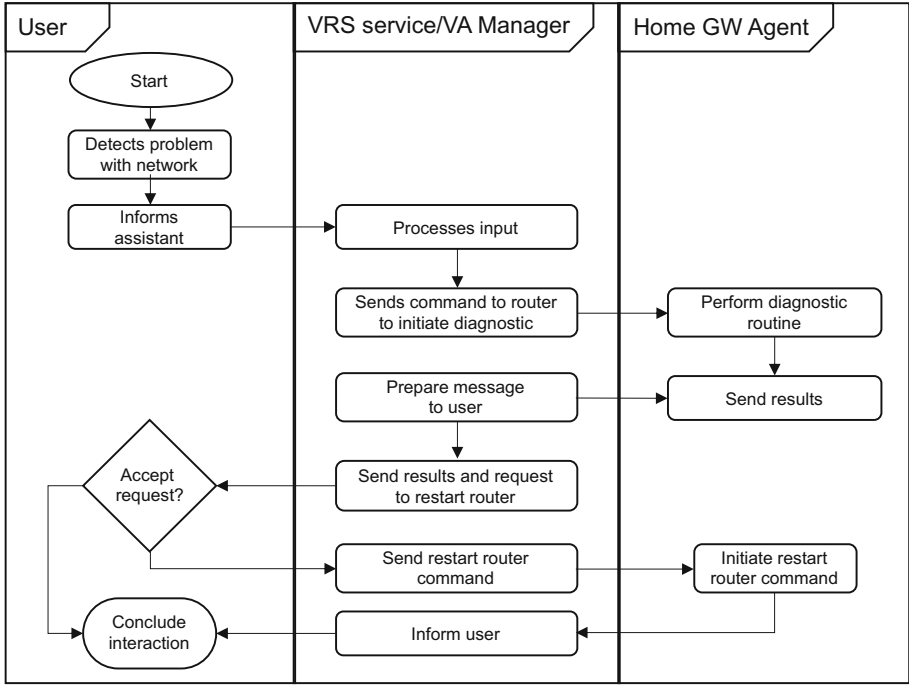 User
VRS service/VA Manager
Home GW Agent
Start
Detects problem
with network
Informs
assistant
Processes input
Sends command to router
to initiate diagnostic
Perform diagnostic
routine
Prepare message
to user
Send results
Accept
request?
Send results and request
to restart router
Send restart router
command
Initiate restart
router command
Conclude
interaction
Inform user